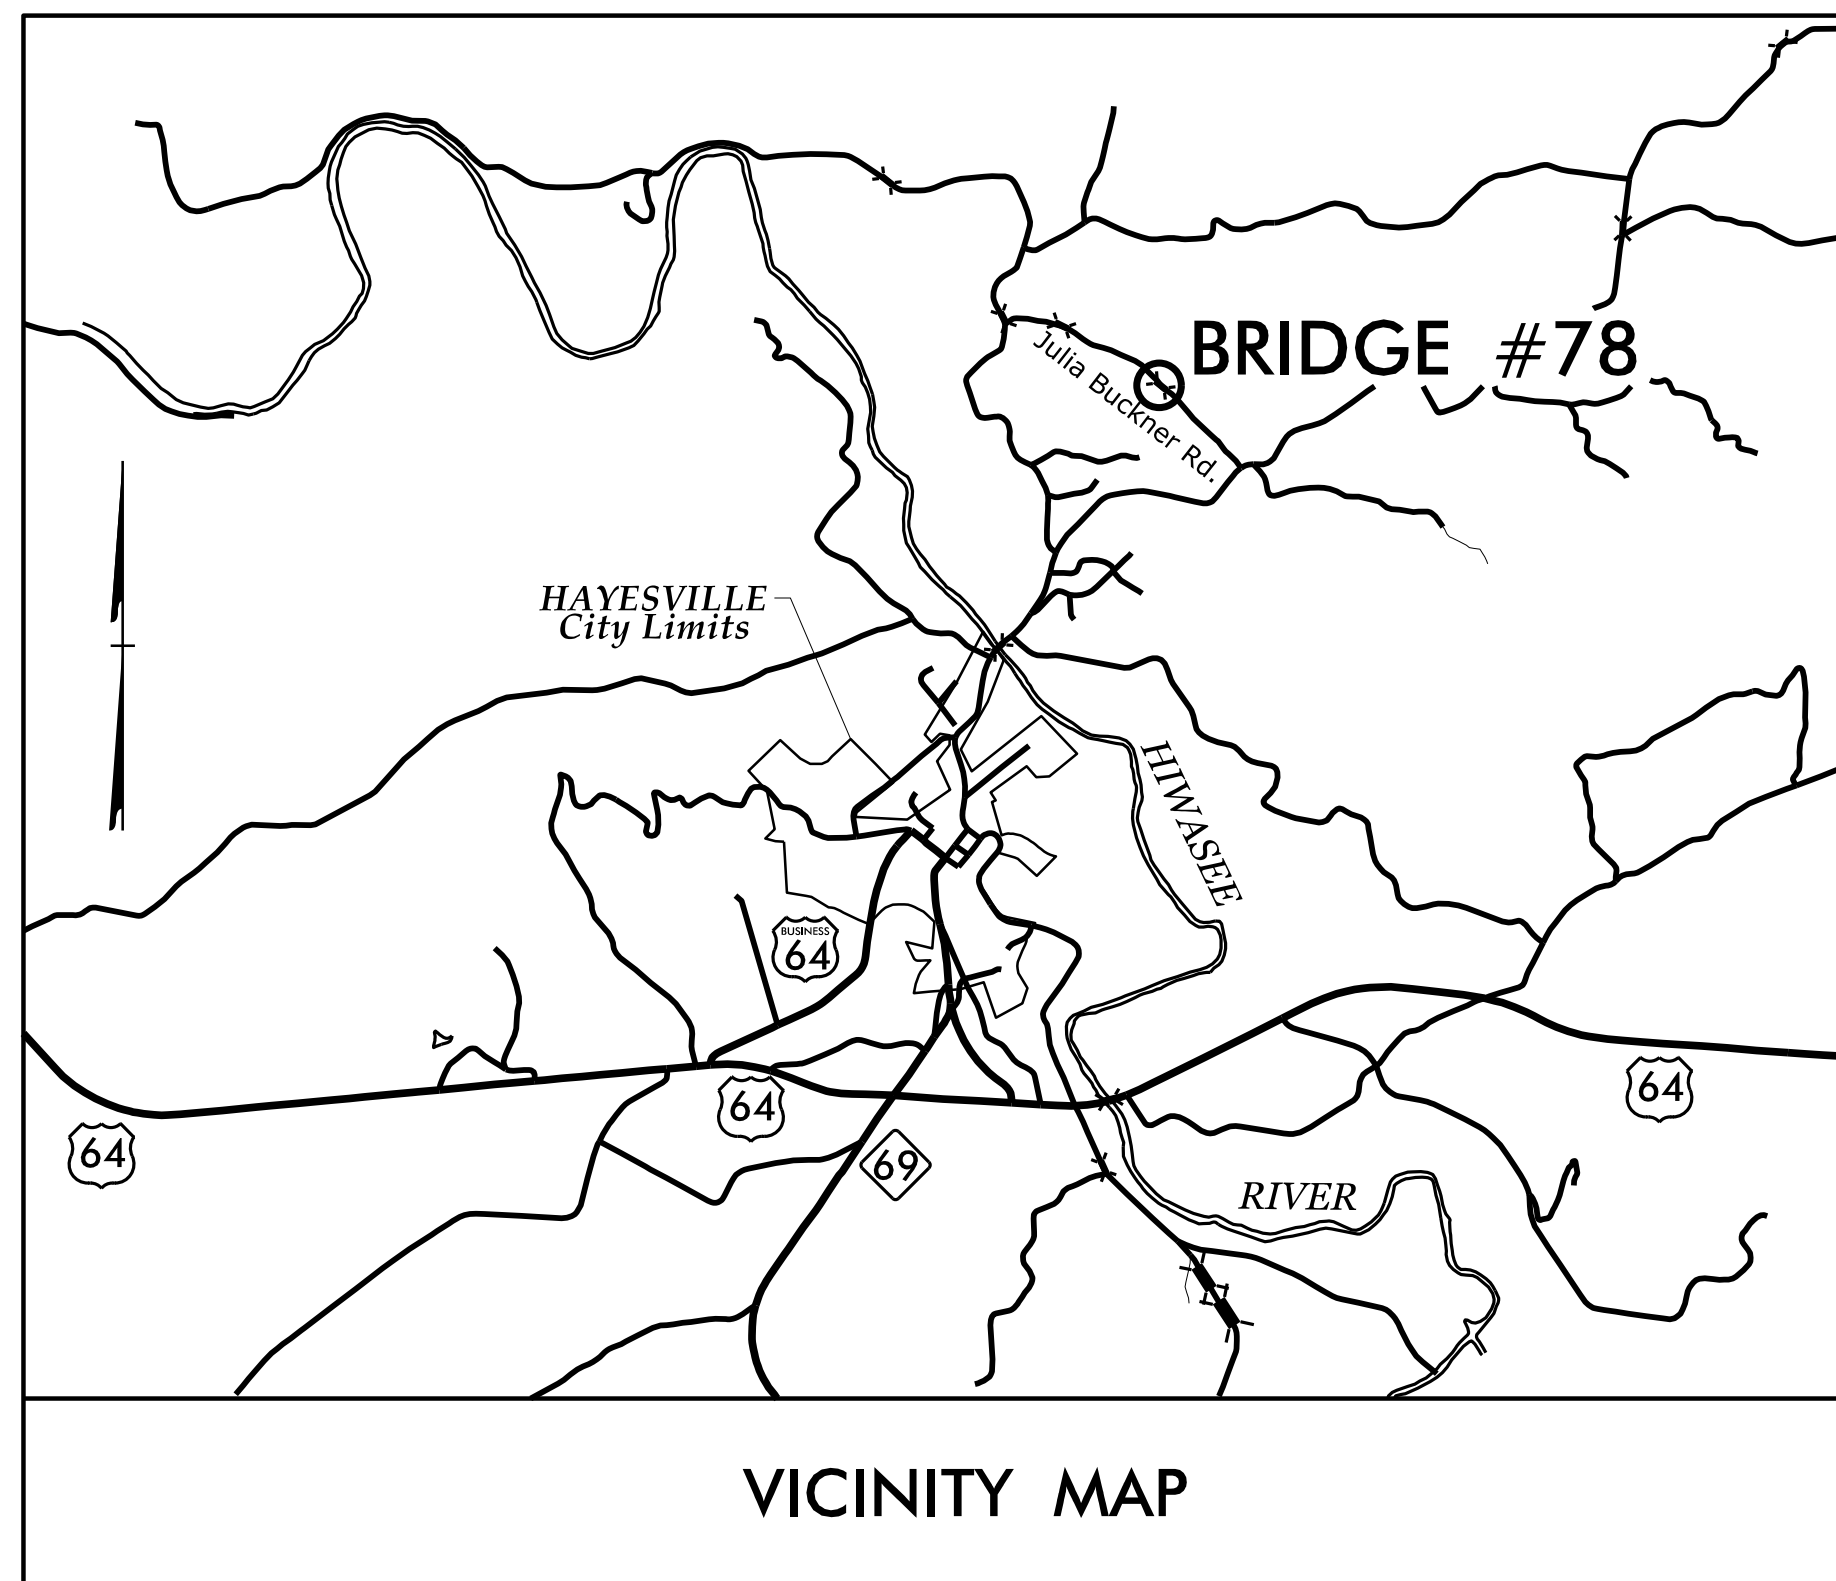 BRIDGE #78
Julia Buckner Rd.
HAYESVILLE
City Limits
HIWASEE
BUSINESS
64
64
64
64
69
RIVER
VICINITY MAP